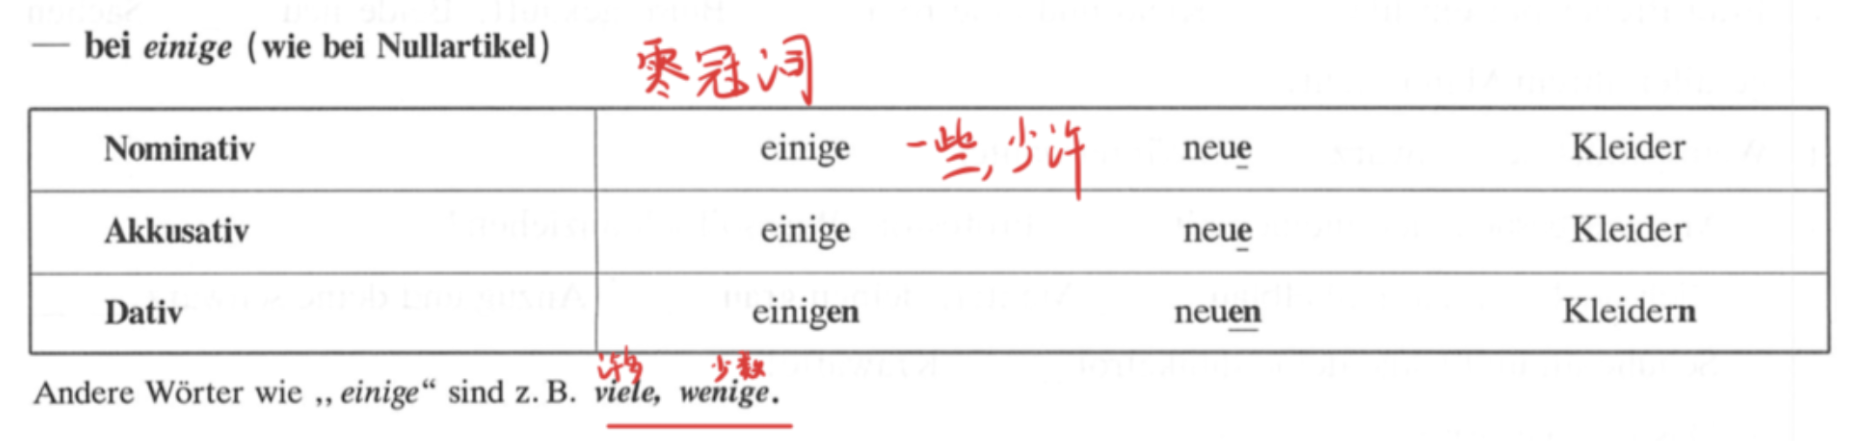 — bei einige (wie bei Nullartikel) 零冠词
Nominativ einige 一些,少许 neue Kleider
Akkusativ einige neue Kleider
Dativ einigen neuen Kleidern
许多 少数
Andere Wörter wie „einige“ sind z. B. viele, wenige.